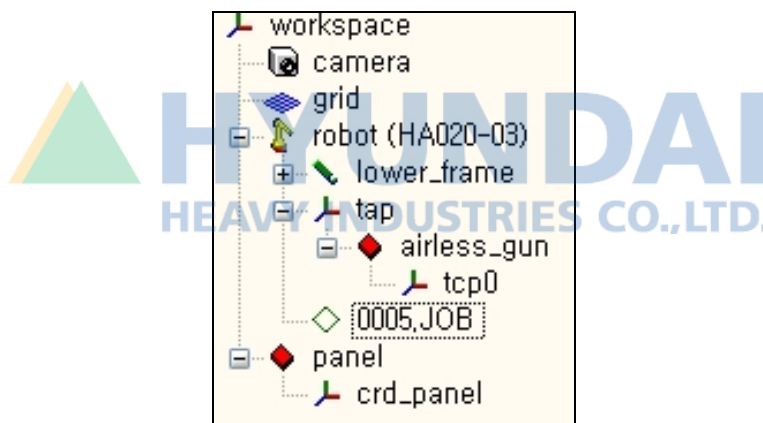 workspace
camera
grid
robot (HA020-03)
lower_frame
tap
airless_gun
tcp0
0005.JOB
panel
crd_panel
HYUNDAI
HEAVY INDUSTRIES CO.,LTD.